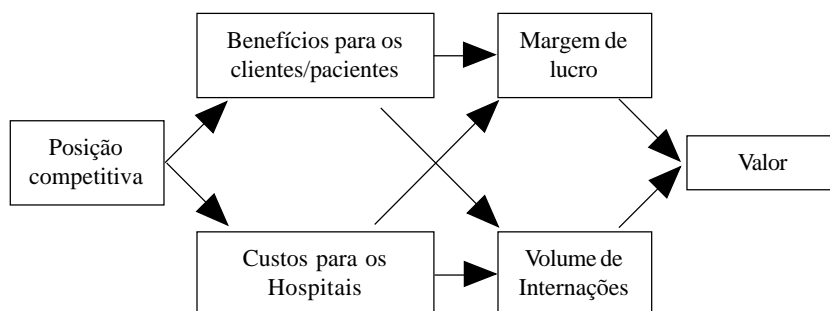 Benefícios para os
clientes/pacientes
Margem de
lucro
Posição
competitiva
Valor
Custos para os
Hospitais
Volume de
Internações